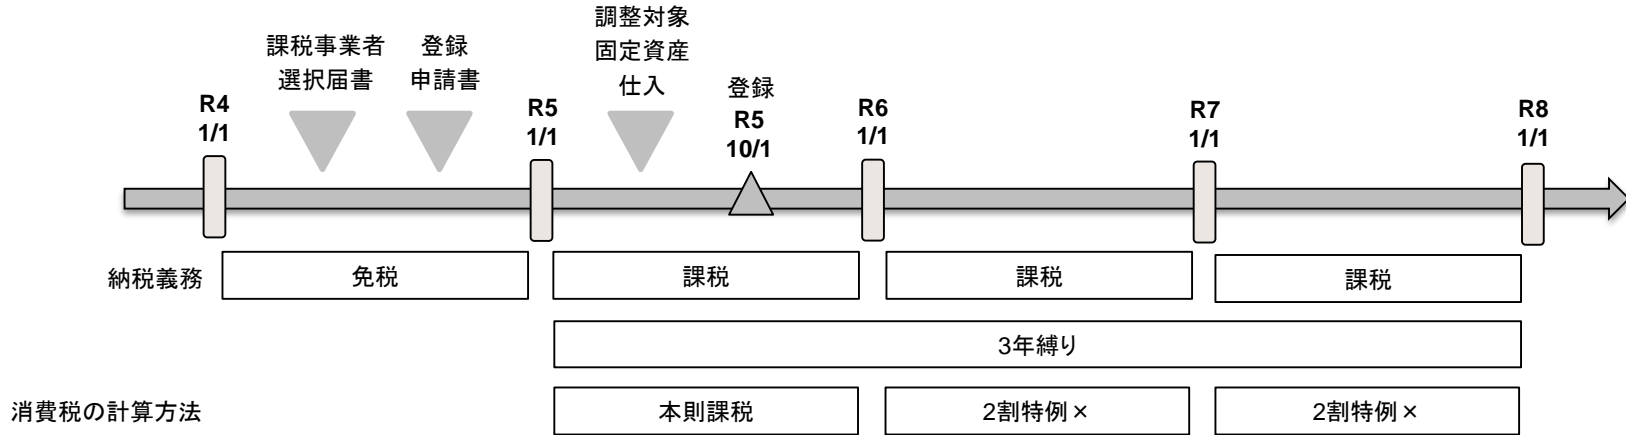 課税事業者
選択届書
登録
申請書
調整対象
固定資産
仕入
登録
R5
10/1
R4
1/1
R5
1/1
R6
1/1
R7
1/1
R8
1/1
納税義務
免税
課税
課税
課税
3年縛り
消費税の計算方法
本則課税
2割特例×
2割特例×